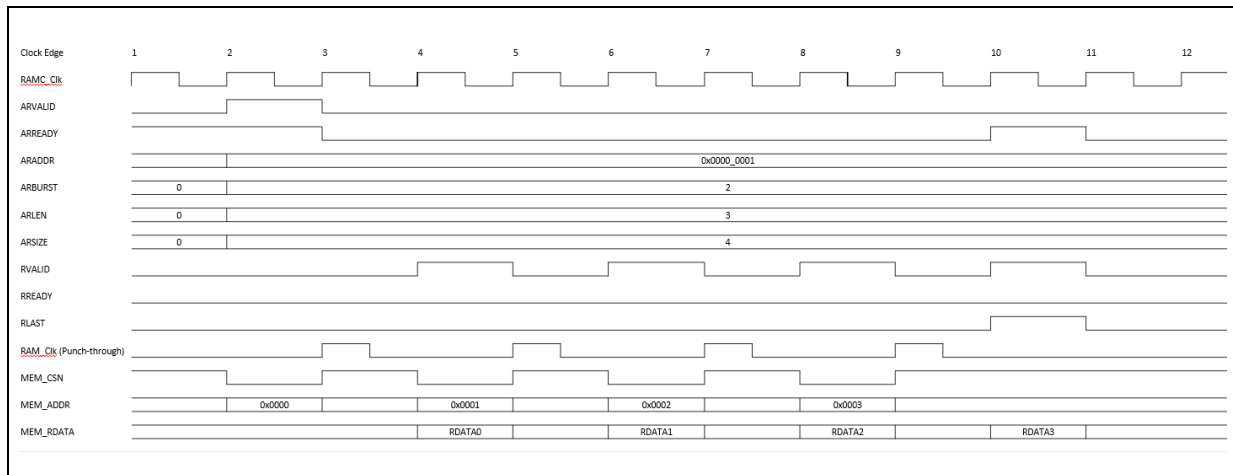 Clock Edge 1 2 3 4 5 6 7 8 9 10 11 12
RAMC_Clk
ARVALID
ARREADY
ARADDR 0x0000_0001
ARBURST 0 2
ARLEN 0 3
ARSIZE 0 4
RVALID
RREADY
RLAST
RAM_Clk (Punch-through)
MEM_CSN
MEM_ADDR 0x0000 0x0001 0x0002 0x0003
MEM_RDATA RDATA0 RDATA1 RDATA2 RDATA3